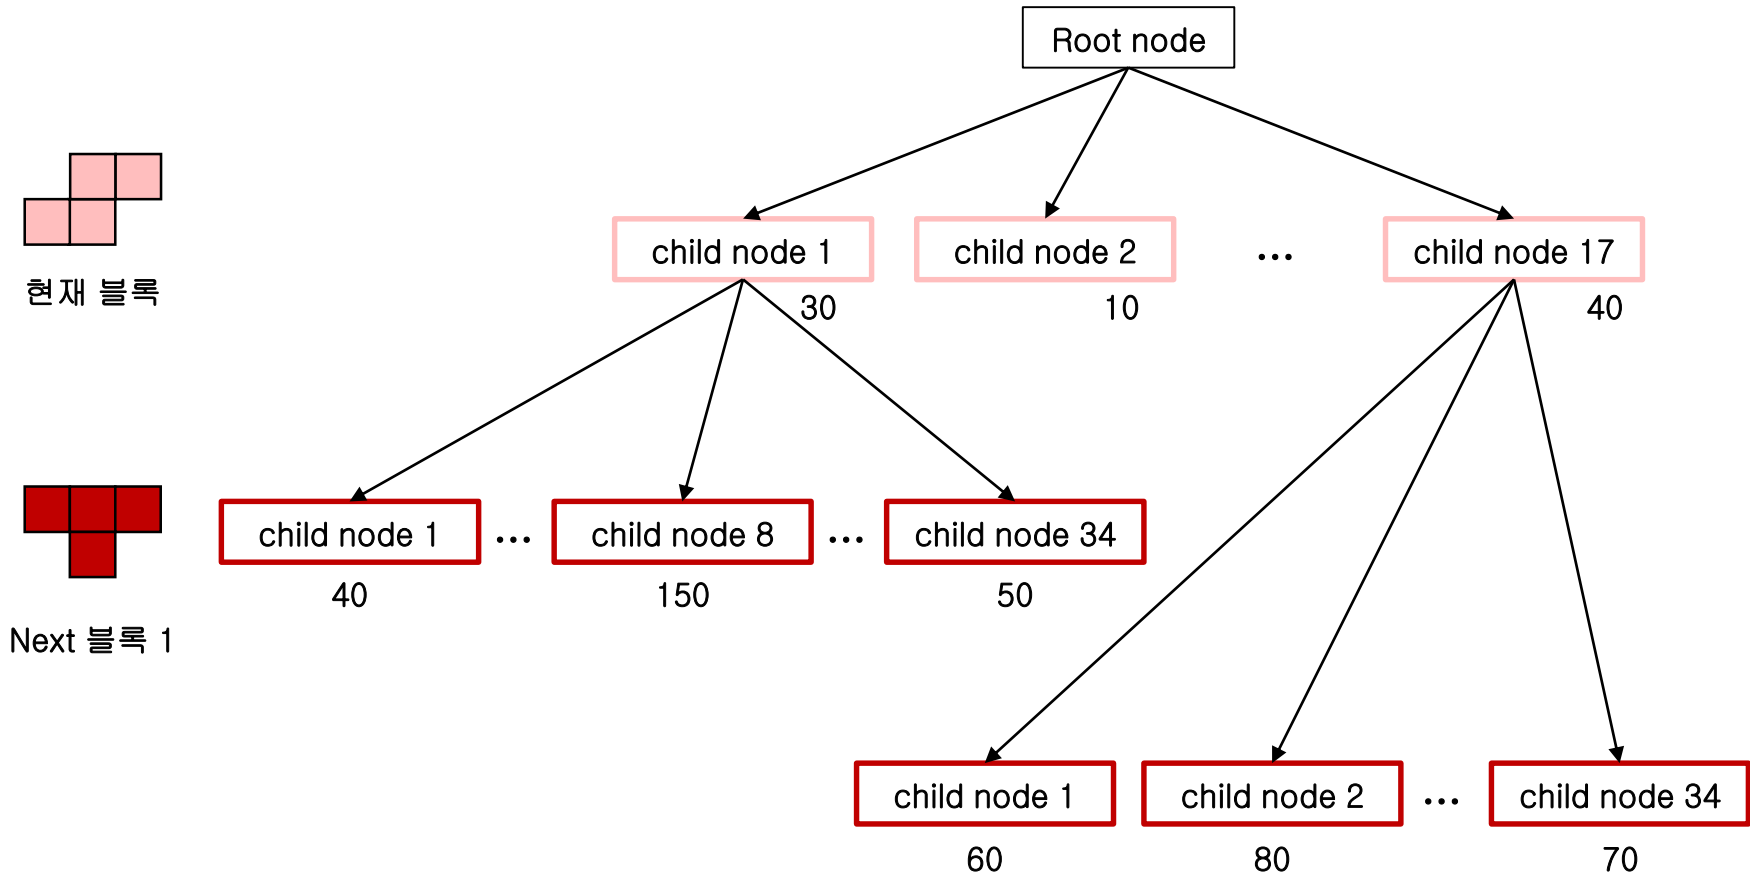 Root node
child node 1
child node 2
...
child node 17
현재 블록
30
10
40
child node 1
...
child node 8
...
child node 34
40
150
50
Next 블록 1
child node 1
child node 2
...
child node 34
60
80
70